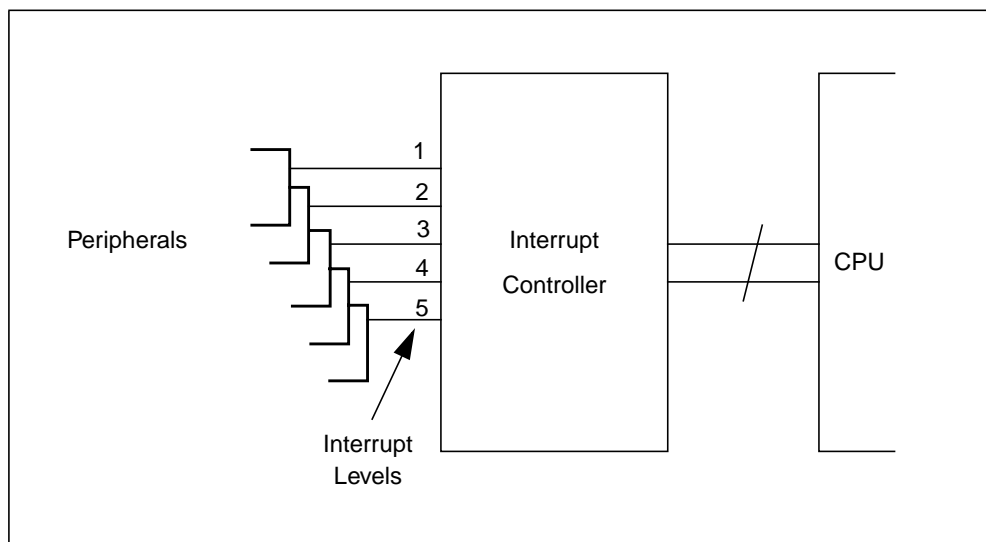 1
2
3
4
5
Peripherals
Interrupt
Controller
CPU
Interrupt
Levels